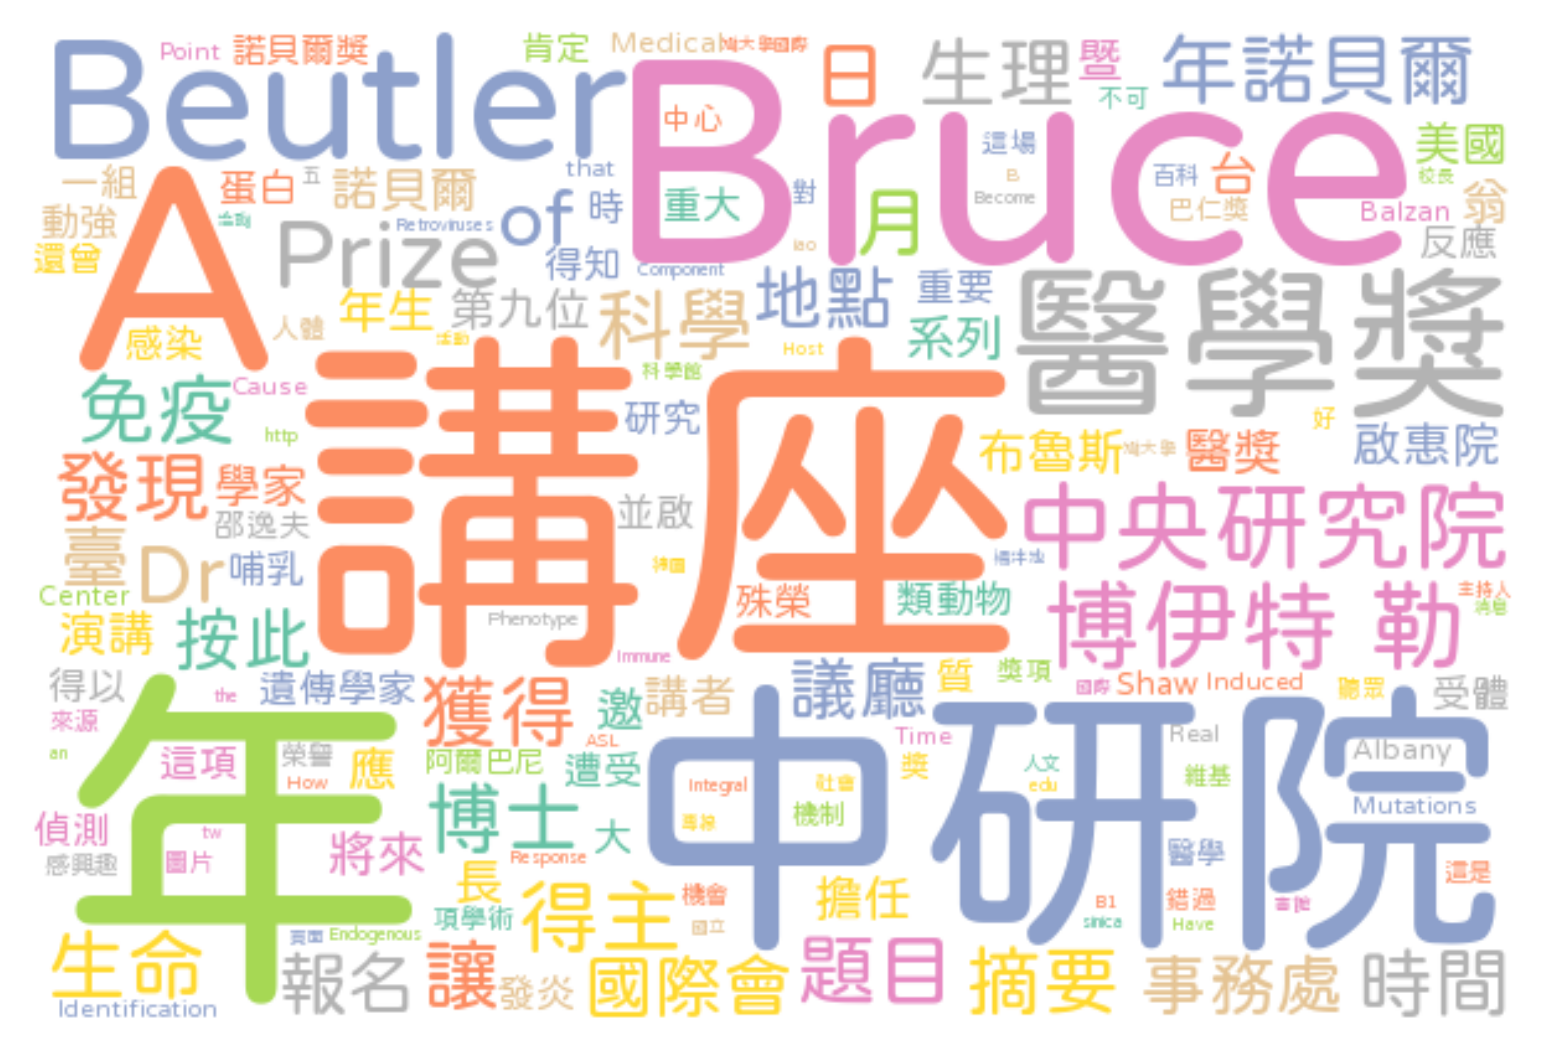 Beutler
Point
諾貝爾獎
肯定
Medical
日
生理
暨
年諾貝爾
不可
Bruce
中心
這場
美國
校長
一組
蛋白
五
諾貝爾
that
對
重大
月
B
Become
百科
台
巴仁獎
翁
Balzan
動強
Retroviruses
of
時
還曾
A
Prize
得知
Component
iao
反應
地點
重要
醫學獎
年生
第九位
科學
系列
感染
人體
活動
Host
講座
科學館
免疫
Cause
研究
好
http
布魯斯
醫獎
啟惠院
發現
學家
邵逸夫
並啟
中央研究院
臺
Dr
哺乳
Center
殊榮
類動物
博伊特 勒
主持人
消息
演講
按此
Phenotype
Immune
得以
the
遺傳學家
獲得
邀
講者
議廳
質
獎項
國際
Shaw
Induced
聽眾
受體
年
來源
an
這項
榮譽
How
應
ASL
阿爾巴尼
遭受
中研院
Time
Real
Albany
獎
人文
edu
維基
Integral
社會
機制
專線
Mutations
偵測
tw
感興趣
圖片
將來
博士
大
Response
醫學
長
項學術
得主
機會
國立
擔任
B1
sinica
錯過
Have
這是
生命
Endogenous
Identification
報名
讓
發炎
國際會
題目
摘要
事務處
時間